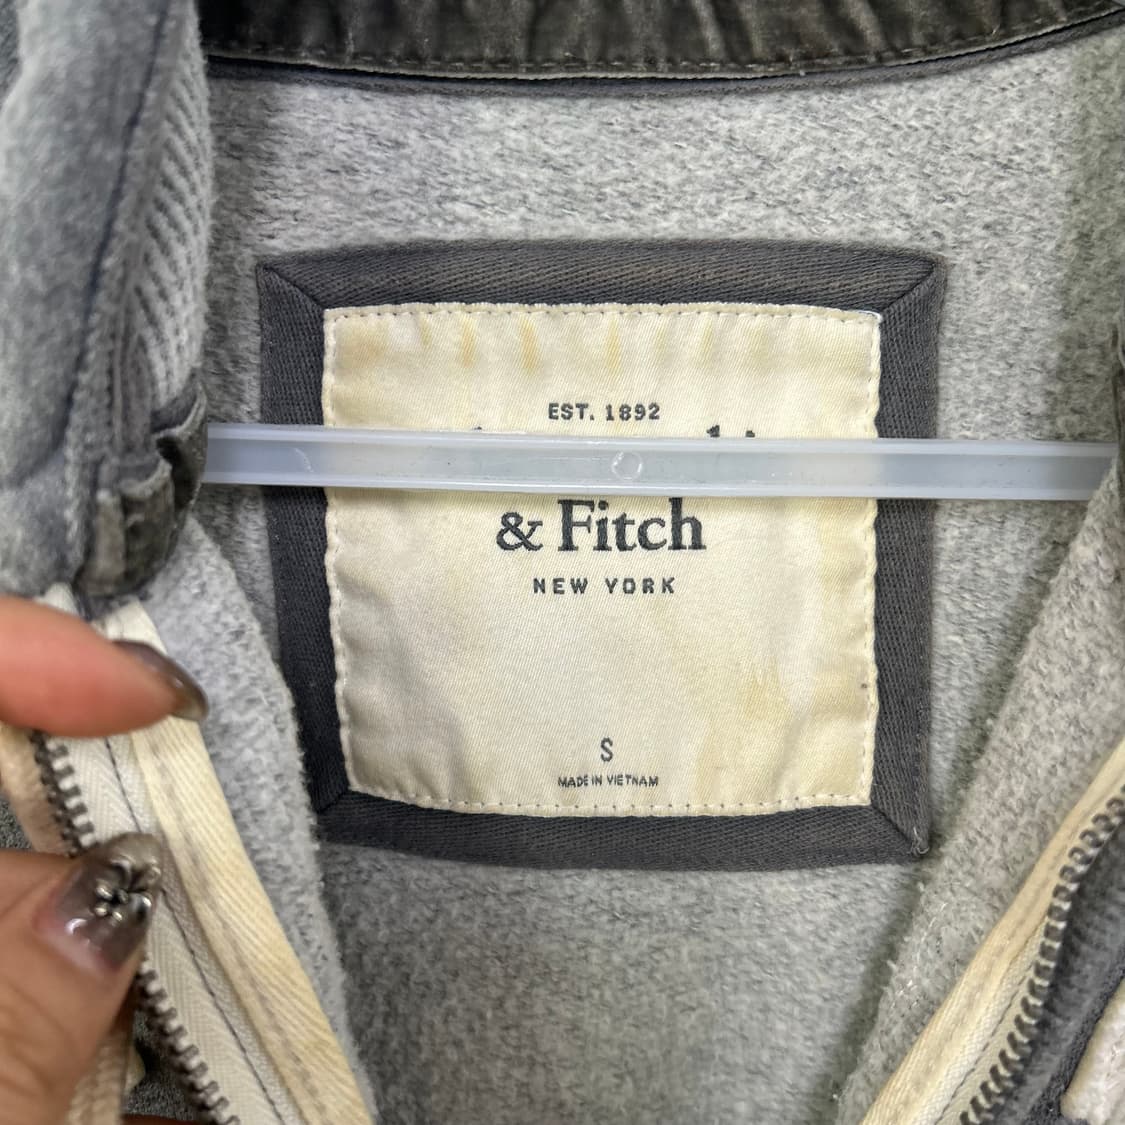 EST. 1892
& Fitch
NEW YORK
S
MADE IN VIETNAM